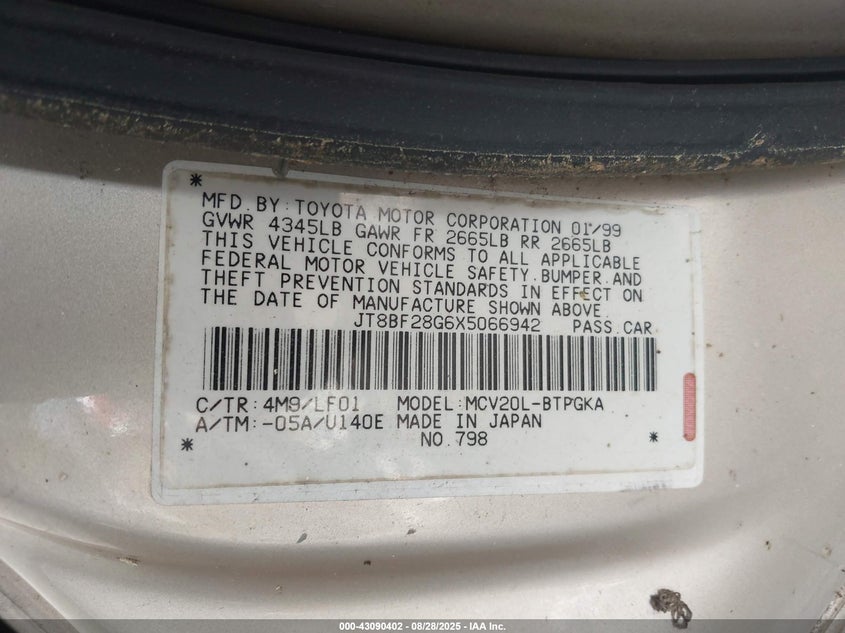 MFD. BY: TOYOTA MOTOR CORPORATION 01/99
GVWR 4345LB GAWR FR 2665LB RR 2665LB
THIS VEHICLE CONFORMS TO ALL APPLICABLE
FEDERAL MOTOR VEHICLE SAFETY. BUMPER. AND
THEFT PREVENTION STANDARDS IN EFFECT ON
THE DATE OF MANUFACTURE SHOWN ABOVE.
JT8BF28G6X5066942 PASS. CAR
C/TR: 4M9/LF01 MODEL: MCV20L-BTPGKA
A/TM: -05A/U140E MADE IN JAPAN
NO. 798
000-43090402 - 08/28/2025 - IAA Inc.